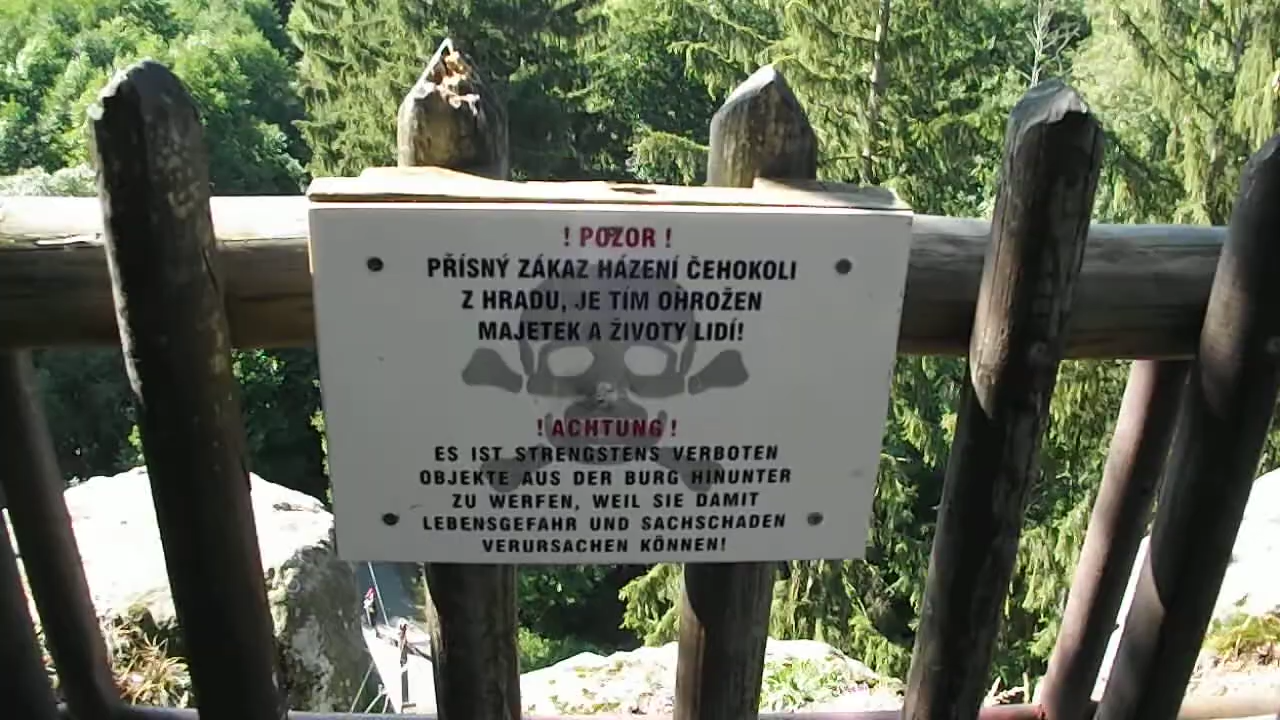 ! POZOR !
PŘÍSNÝ ZÁKAZ HÁZENÍ ČEHOKOLI
Z HRADU, JE TÍM OHROŽEN
MAJETEK A ŽIVOTY LIDÍ!
! ACHTUNG !
ES IST STRENGSTENS VERBOTEN
OBJEKTE AUS DER BURG HINUNTER
ZU WERFEN, WEIL SIE DAMIT
LEBENSGEFAHR UND SACHSCHADEN
VERURSACHEN KÖNNEN!